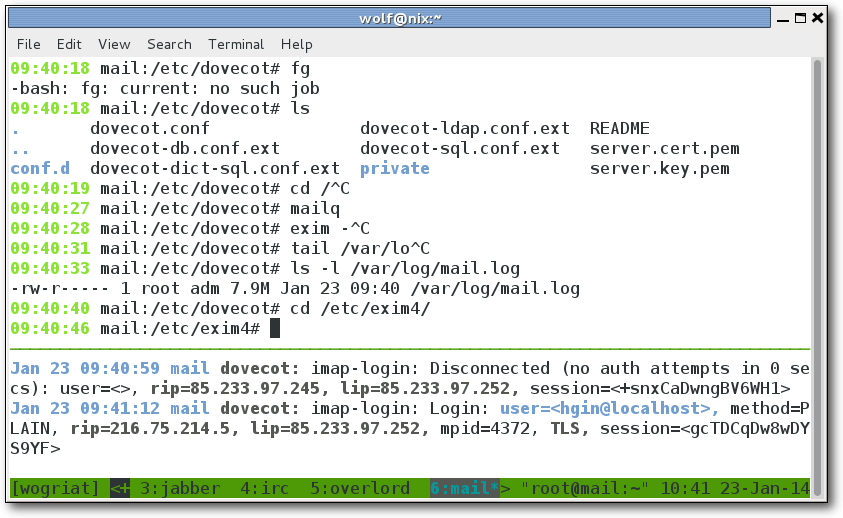 wolf@nix:~
File Edit View Search Terminal Help
09:40:18 mail:/etc/dovecot# fg
-bash: fg: current: no such job
09:40:18 mail:/etc/dovecot# ls
. dovecot.conf dovecot-ldap.conf.ext README
.. dovecot-db.conf.ext dovecot-sql.conf.ext server.cert.pem
conf.d dovecot-dict-sql.conf.ext private server.key.pem
09:40:19 mail:/etc/dovecot# cd /^C
09:40:27 mail:/etc/dovecot# mailq
09:40:28 mail:/etc/dovecot# exim -^C
09:40:31 mail:/etc/dovecot# tail /var/lo^C
09:40:33 mail:/etc/dovecot# ls -l /var/log/mail.log
-rw-r----- 1 root adm 7.9M Jan 23 09:40 /var/log/mail.log
09:40:40 mail:/etc/dovecot# cd /etc/exim4/
09:40:46 mail:/etc/exim4#
Jan 23 09:40:59 mail dovecot: imap-login: Disconnected (no auth attempts in 0 se
cs): user=<>, rip=85.233.97.245, lip=85.233.97.252, session=<+snxCaDwngBV6WH1>
Jan 23 09:41:12 mail dovecot: imap-login: Login: user=<hgin@localhost>, method=P
LAIN, rip=216.75.214.5, lip=85.233.97.252, mpid=4372, TLS, session=<gcTDCqDw8wDY
S9YF>
[wogriat] <+ 3:jabber 4:irc 5:overlord 6:mail*> "root@mail:~" 10:41 23-Jan-14